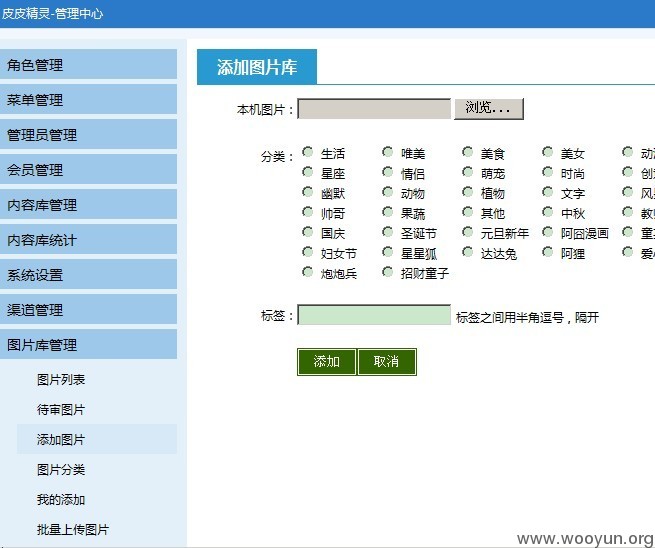 皮皮精灵-管理中心
角色管理
菜单管理
管理员管理
会员管理
内容库管理
内容库统计
系统设置
渠道管理
图片库管理
图片列表
待审图片
添加图片
图片分类
我的添加
批量上传图片
添加图片库
本机图片： 浏览...
分类： 生活 唯美 美食 美女
星座 情侣 萌宠 时尚
幽默 动物 植物 文字
帅哥 果蔬 其他 中秋
国庆 圣诞节 元旦新年 阿囧漫画
妇女节 星星狐 达达兔 阿狸
炮炮兵 招财童子
标签： 标签之间用半角逗号，隔开
添加 取消
www.wooyun.org